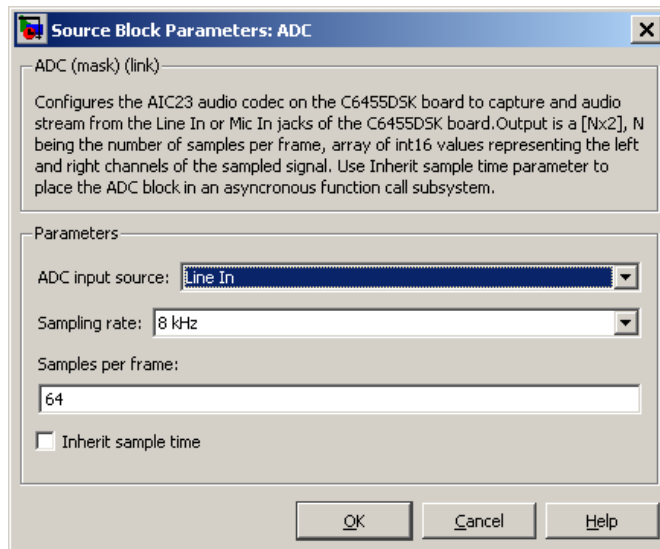 Source Block Parameters: ADC
ADC (mask) (link)
Configures the AIC23 audio codec on the C6455DSK board to capture and audio
stream from the Line In or Mic In jacks of the C6455DSK board.Output is a [Nx2], N
being the number of samples per frame, array of int16 values representing the left
and right channels of the sampled signal. Use Inherit sample time parameter to
place the ADC block in an asyncronous function call subsystem.
Parameters
ADC input source: Line In
Sampling rate: 8 kHz
Samples per frame:
64
Inherit sample time
OK Cancel Help